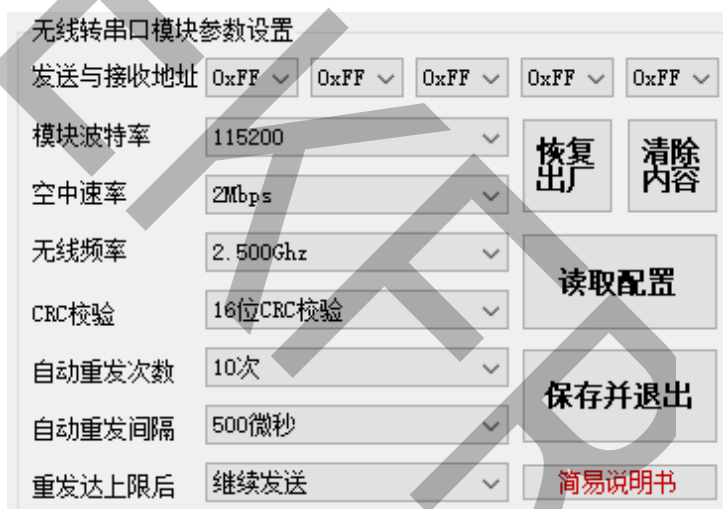 无线转串口模块参数设置
发送与接收地址 0xFF 0xFF 0xFF 0xFF 0xFF
模块波特率 115200 恢复出厂 清除内容
空中速率 2Mbps
无线频率 2.500Ghz 读取配置
CRC校验 16位CRC校验
自动重发次数 10次 保存并退出
自动重发间隔 500微秒
重发达上限后 继续发送 简易说明书